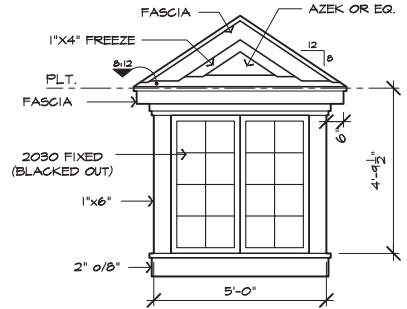 FASCIA
AZEK OR EQ.
1"X4" FREEZE
12
8
8:12
PLT.
FASCIA
6"
2030 FIXED
(BLACKED OUT)
4'-9½"
1"x6"
2" o/8"
5'-0"